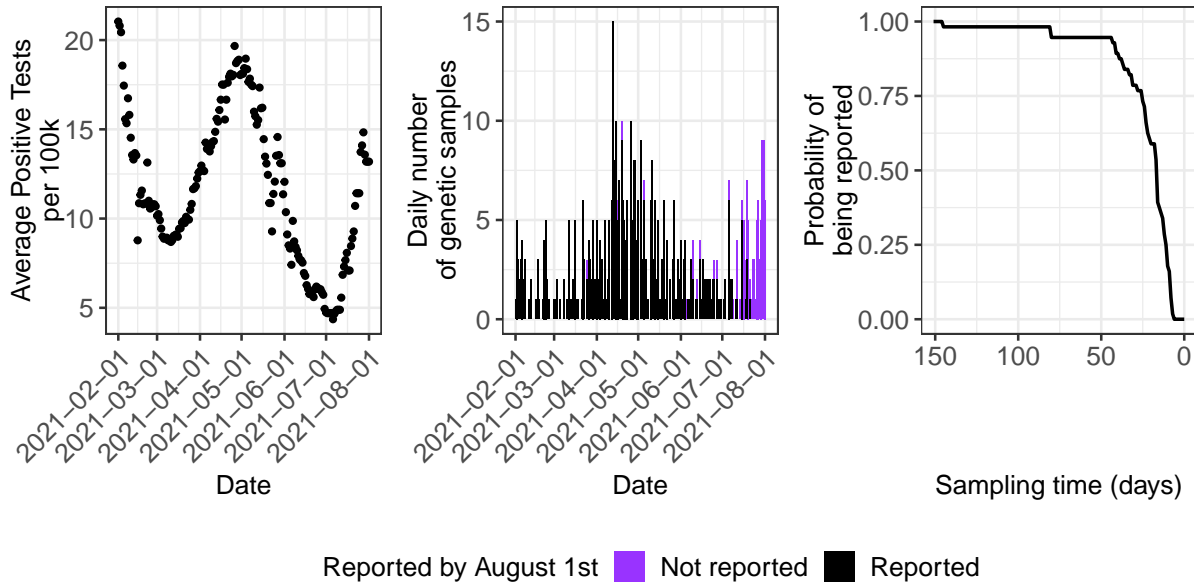 Average Positive Tests
per 100k
20
15
10
5
2021−02−01
2021−03−01
2021−04−01
2021−05−01
2021−06−01
2021−07−01
2021−08−01
Date
Daily number
of genetic samples
15
10
5
0
2021−02−01
2021−03−01
2021−04−01
2021−05−01
2021−06−01
2021−07−01
2021−08−01
Date
Probability of
being reported
1.00
0.75
0.50
0.25
0.00
150
100
50
0
Sampling time (days)
Reported by August 1st
Not reported
Reported